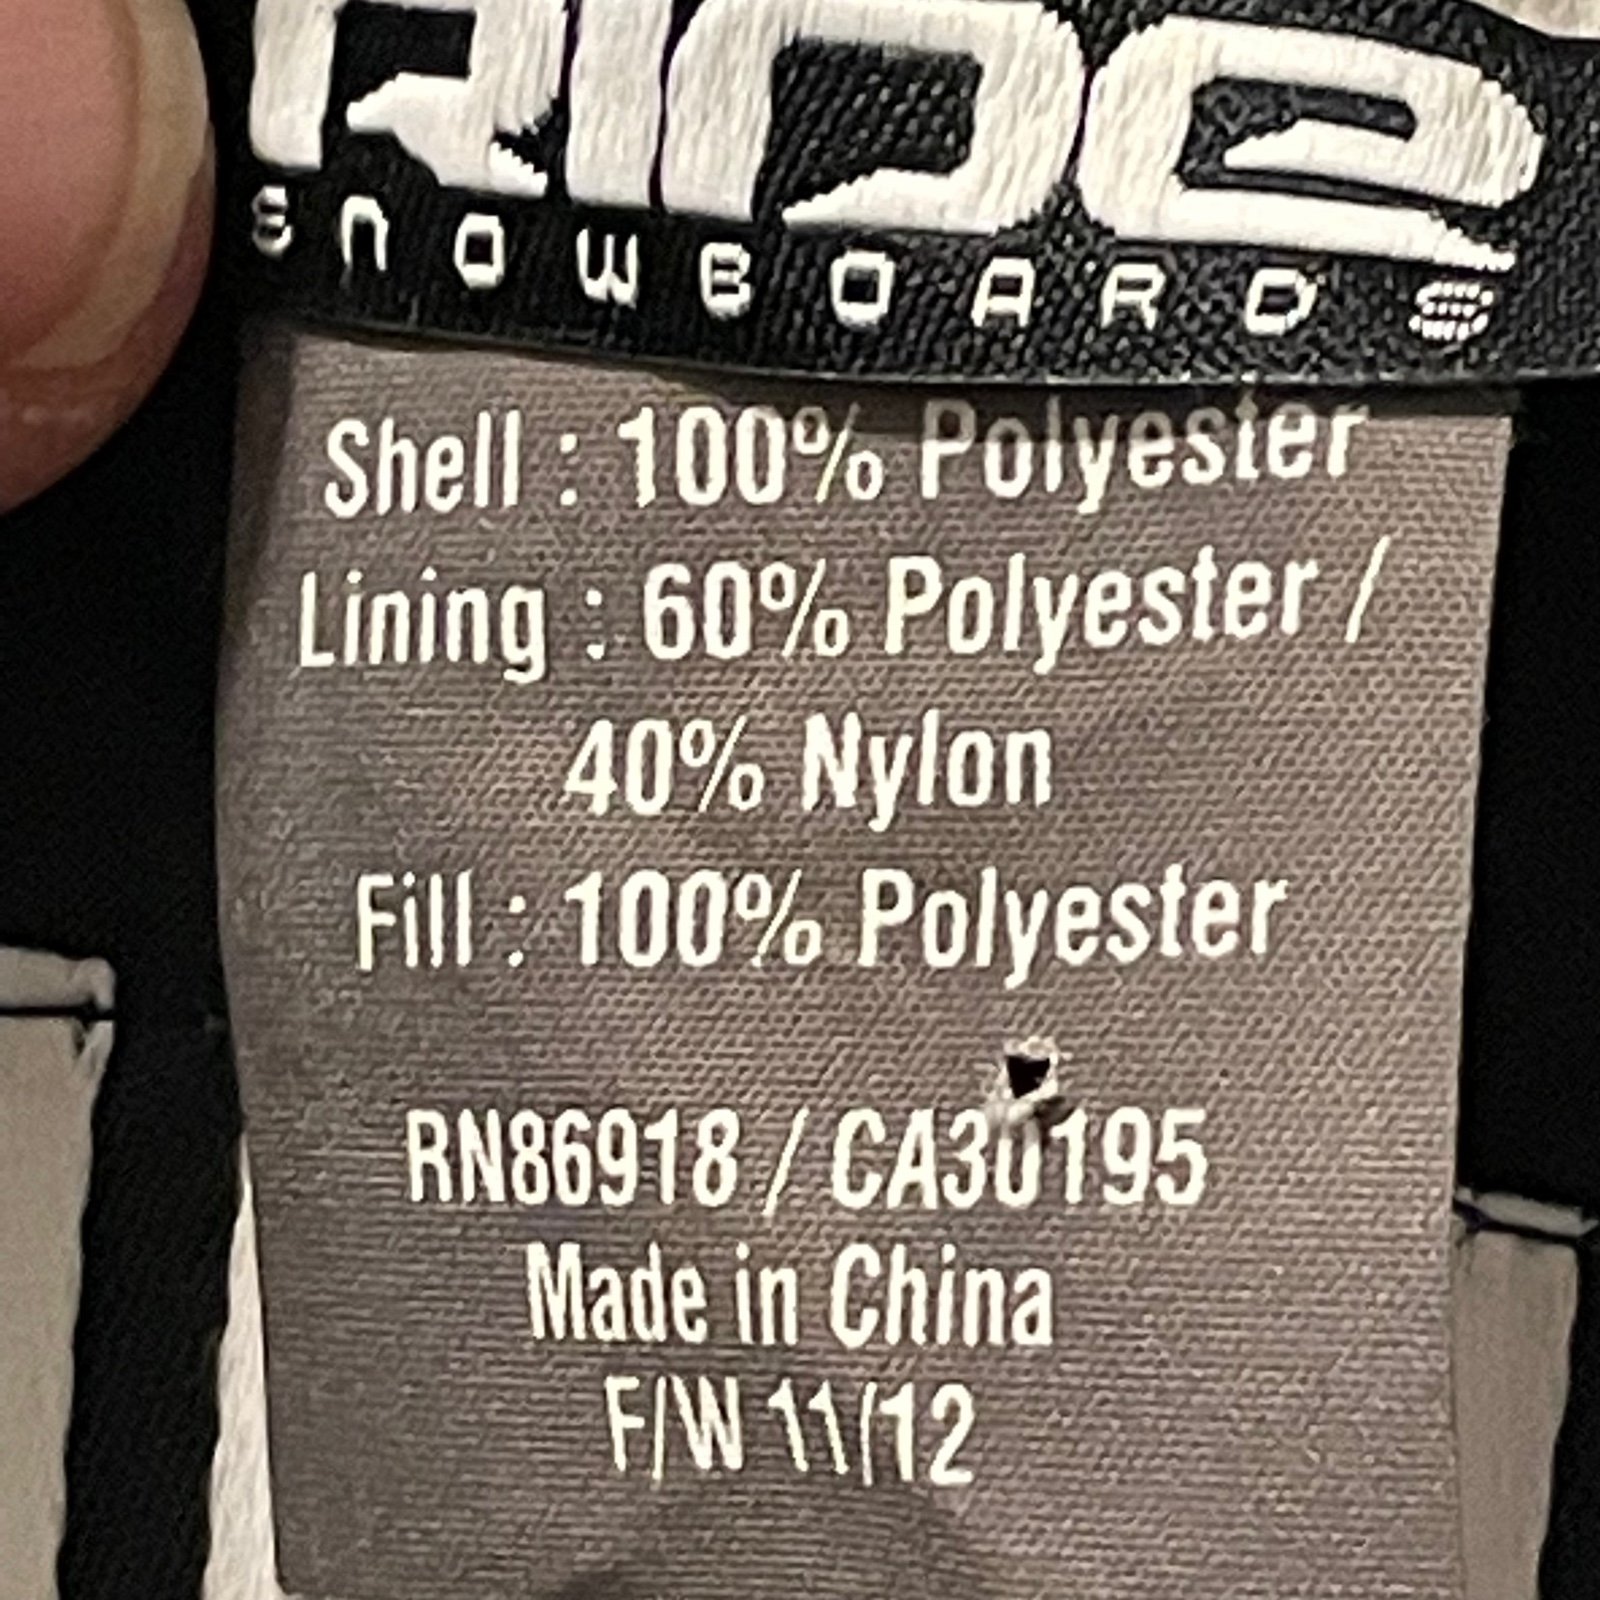 RIDE
SNOWBOARDS
Shell : 100% Polyester
Lining : 60% Polyester /
40% Nylon
Fill : 100% Polyester
RN86918 / CA30195
Made in China
F/W 11/12